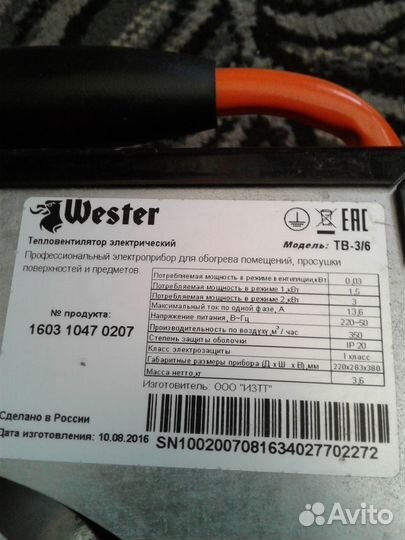 Wester
EAC
Тепловентилятор электрический
Модель: ТВ-3/6
Профессиональный электроприбор для обогрева помещений, просушки
поверхностей и предметов.
Потребляемая мощность в режиме вентиляции,кВт 0,03
Потребляемая мощность в режиме 1,кВт 1,5
Потребляемая мощность в режиме 2,кВт 3
Максимальный ток по одной фазе, А 13,6
Напряжение питания, В~Гц 220~50
Производительность по воздуху,м³/ час 350
Степень защиты оболочки IP 20
Класс электрозащиты I класс
Габаритные размеры прибора (Д х Ш х В),мм 220х283х380
Масса нетто,кг 3,6
№ продукта:
1603 1047 0207
Изготовитель: ООО "ИЗТТ"
Сделано в России
Дата изготовления: 10.08.2016
SN1002007081634027702272
Avito